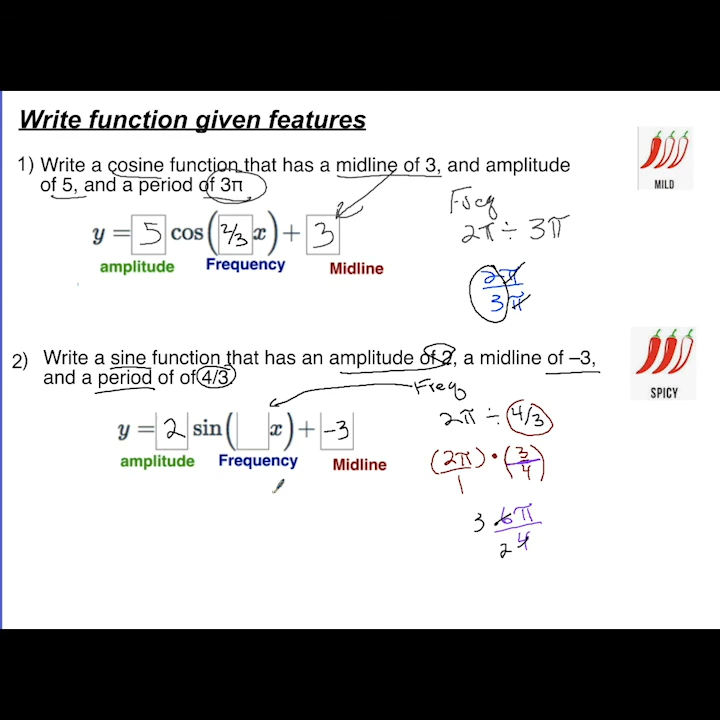 Write function given features
1) Write a cosine function that has a midline of 3, and amplitude
of 5, and a period of 3π
MILD
Freq
2π ÷ 3π
y = 5 cos(2/3 x) + 3
amplitude Frequency Midline
2π
3π
2) Write a sine function that has an amplitude of 2, a midline of –3,
and a period of of 4/3
SPICY
Freq
2π ÷ 4/3
y = 2 sin( x) + -3
amplitude Frequency Midline
(2π/1) • (3/4)
3 6π
2 4